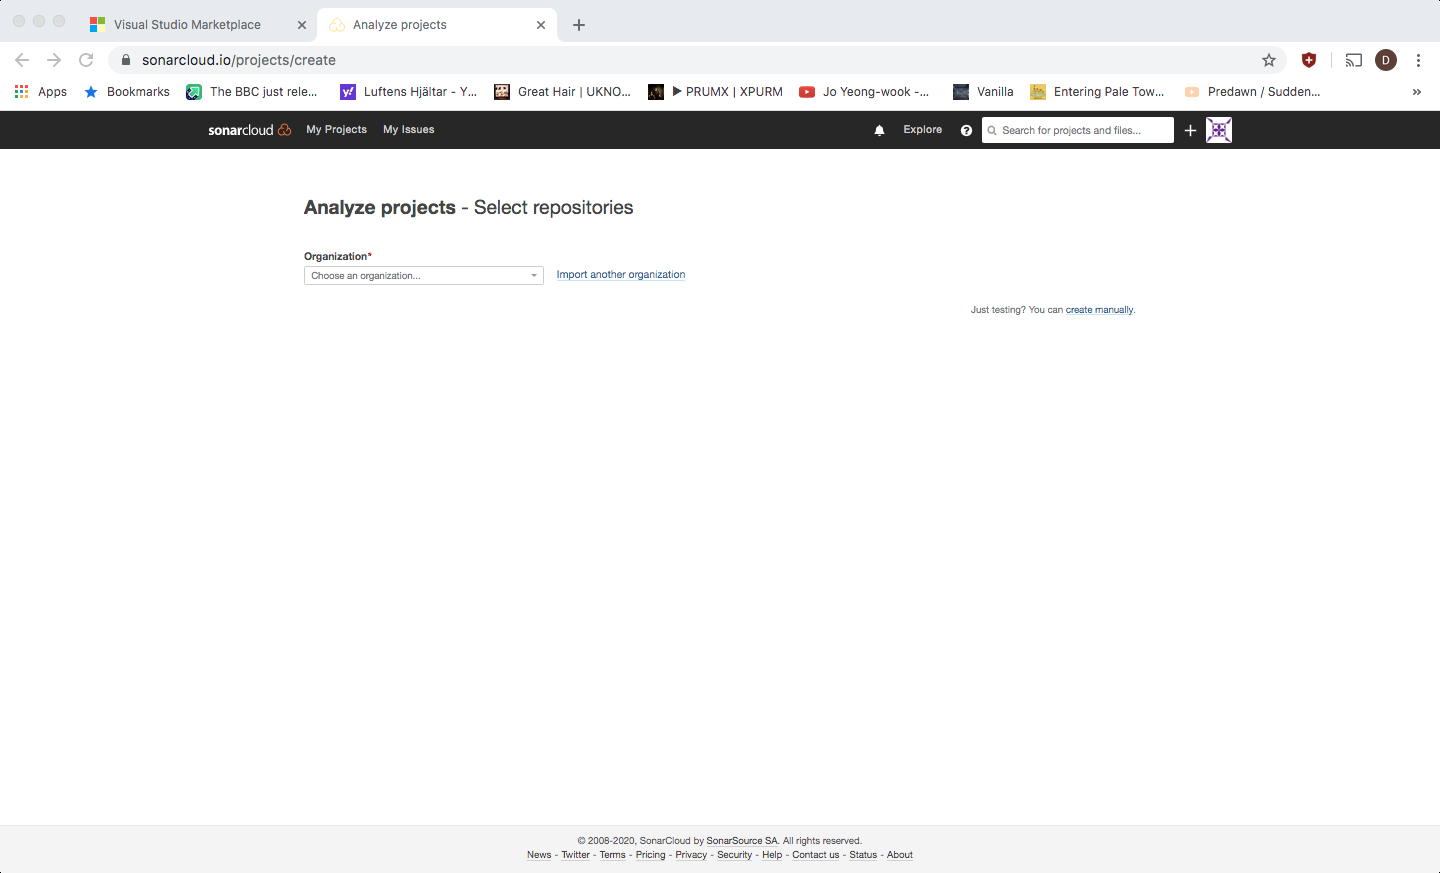 Visual Studio Marketplace
Analyze projects
sonarcloud.io/projects/create
D
Apps
Bookmarks
The BBC just rele...
Luftens Hjältar - Y...
Great Hair | UKNO...
▶ PRUMX | XPURM
Jo Yeong-wook -...
Vanilla
Entering Pale Tow...
Predawn / Sudden...
»
sonarcloud
My Projects
My Issues
Explore
Search for projects and files...
Analyze projects - Select repositories
Organization*
Choose an organization...
Import another organization
Just testing? You can create manually.
© 2008-2020, SonarCloud by SonarSource SA. All rights reserved.
News - Twitter - Terms - Pricing - Privacy - Security - Help - Contact us - Status - About